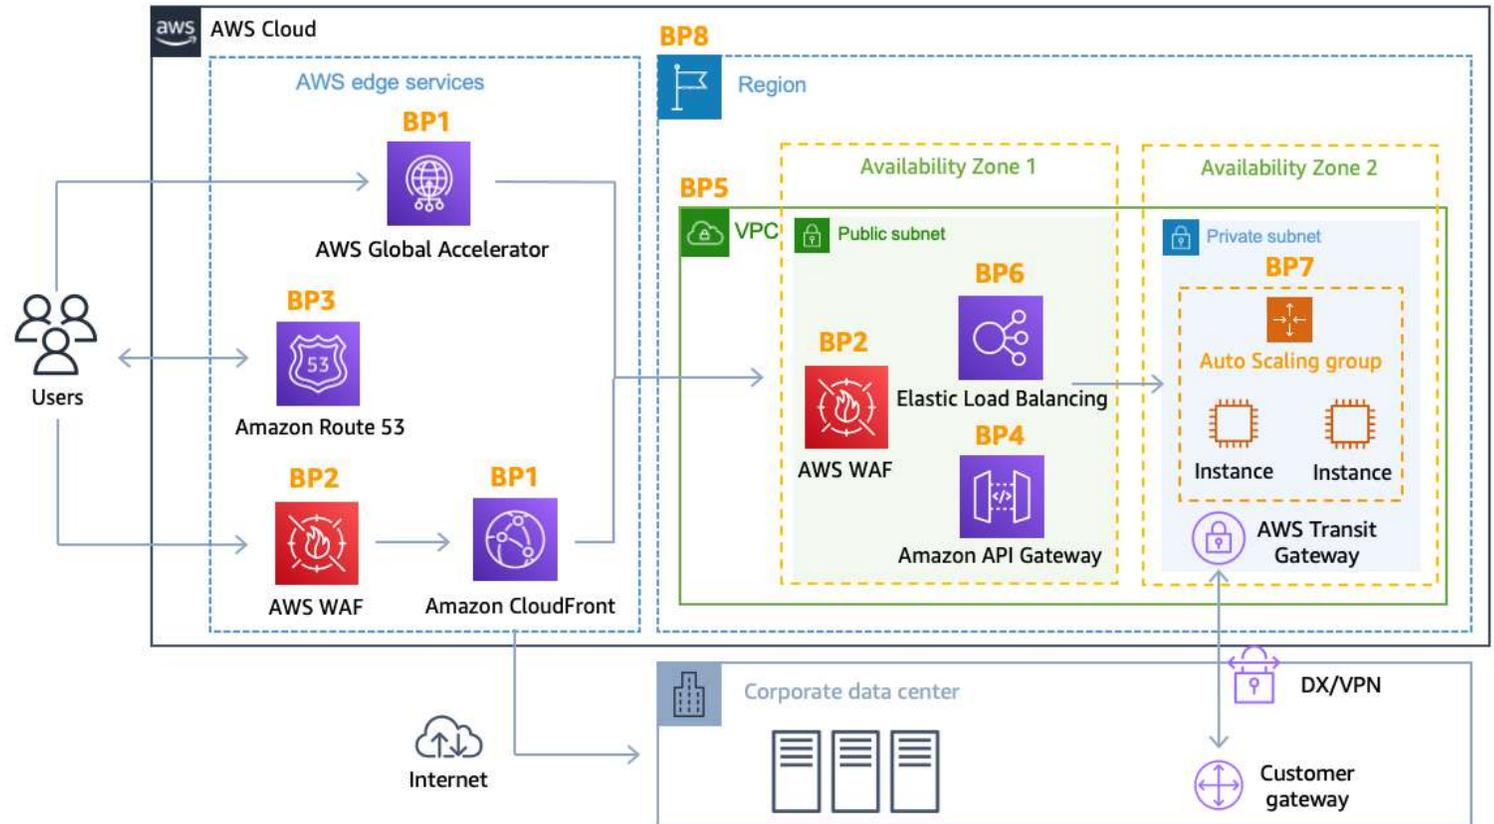 aws
AWS Cloud
BP8
AWS edge services
Region
BP1
Availability Zone 1
Availability Zone 2
BP5
VPC
Public subnet
Private subnet
AWS Global Accelerator
BP6
BP7
BP3
53
Amazon Route 53
BP2
AWS WAF
Elastic Load Balancing
Auto Scaling group
BP4
</>
Amazon API Gateway
Instance
Instance
Users
BP2
BP1
AWS WAF
Amazon CloudFront
AWS Transit
Gateway
Corporate data center
DX/VPN
Internet
Customer
gateway